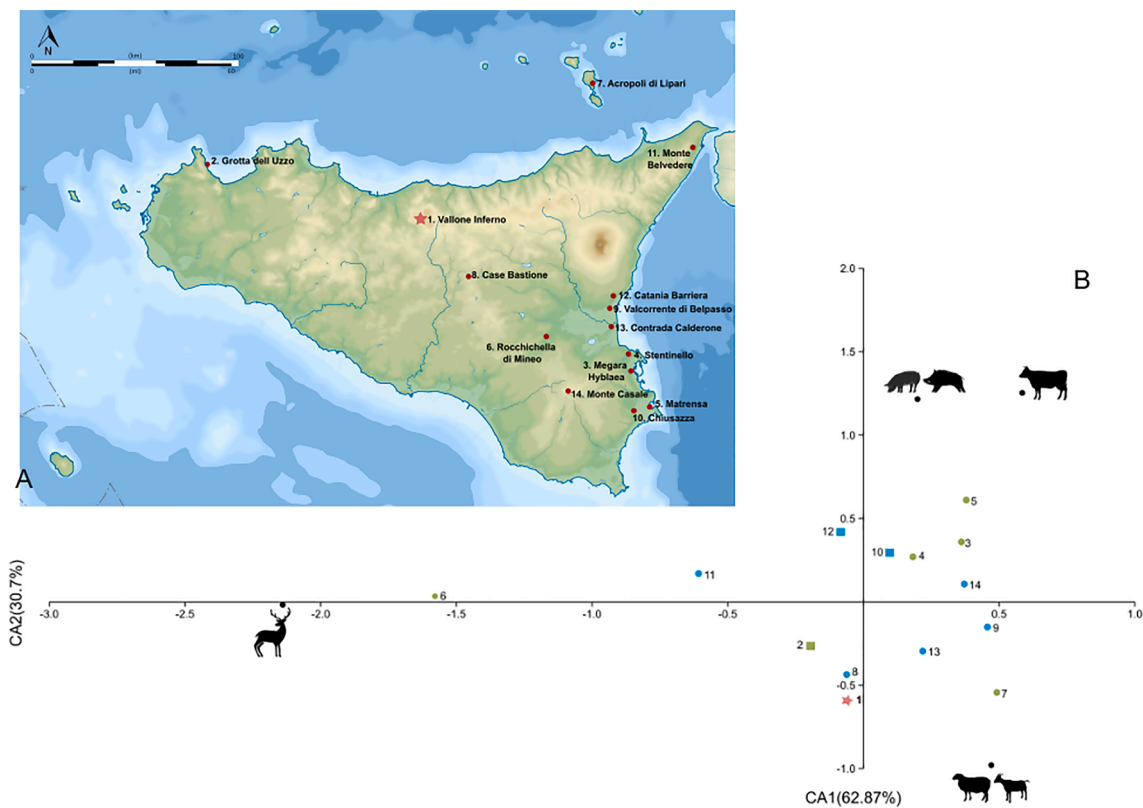 N
0 (km) 100
0 (mi) 60
7. Acropoli di Lipari
11. Monte
Belvedere
2. Grotta dell Uzzo
1. Vallone Inferno
8. Case Bastione
12. Catania Barriera
9. Valcorrente di Belpasso
13. Contrada Calderone
6. Rocchichella
di Mineo
4. Stentinello
3. Megara
Hyblaea
14. Monte Casale
5. Matrensa
10. Chiusazza
A
B
2.0
1.5
1.0
0.5
5
12
10
4
3
11
14
6
-3.0 -2.5 -2.0 -1.5 -1.0 -0.5 0.5 1.0
CA2(30.7%)
9
2
13
8
-0.5
7
1
-1.0
CA1(62.87%)